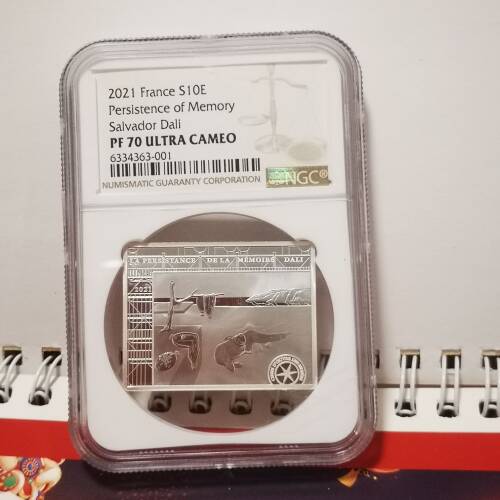 2021 France S10E
Persistence of Memory
Salvador Dali
PF 70 ULTRA CAMEO
6334363-001
NUMISMATIC GUARANTY CORPORATION
NGC®
LA PERSISTANCE DE LA MÉMOIRE DALI
2021